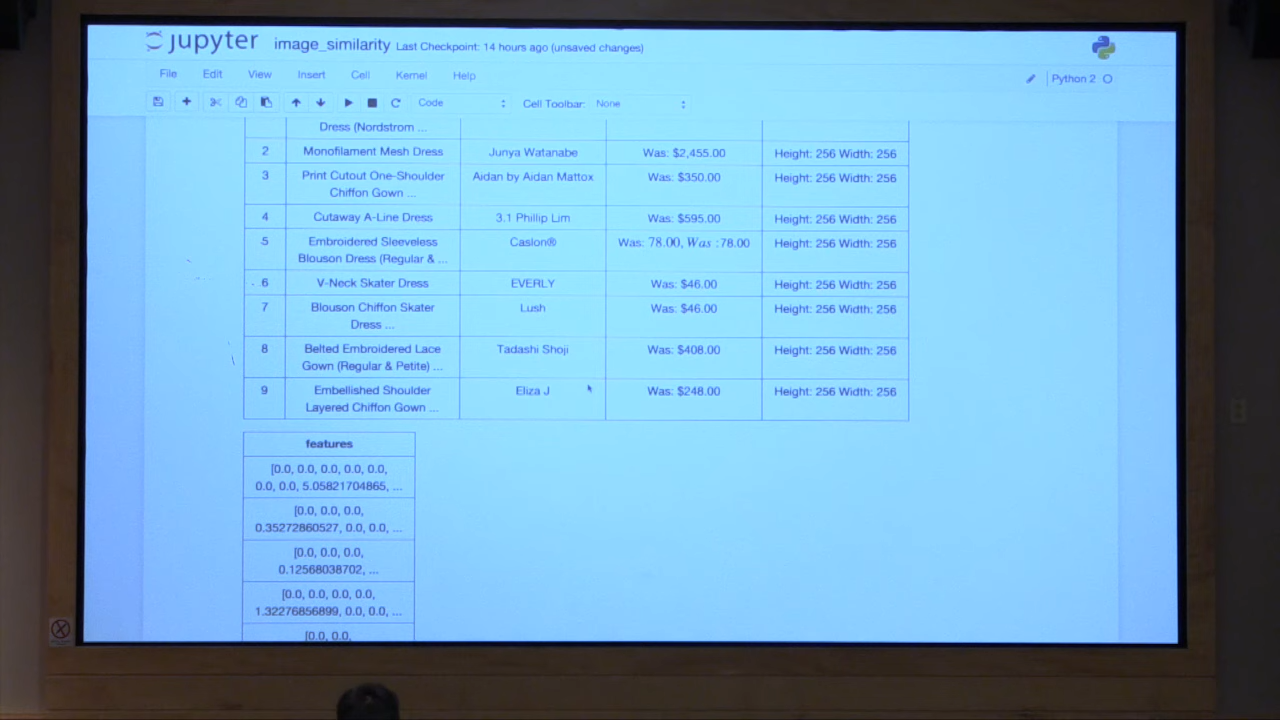 jupyter image_similarity Last Checkpoint: 14 hours ago (unsaved changes)
File Edit View Insert Cell Kernel Help
Python 2
Code Cell Toolbar: None
Dress (Nordstrom ...
2 Monofilament Mesh Dress Junya Watanabe Was: $2,455.00 Height: 256 Width: 256
3 Print Cutout One-Shoulder Aidan by Aidan Mattox Was: $350.00 Height: 256 Width: 256
Chiffon Gown ...
4 Cutaway A-Line Dress 3.1 Phillip Lim Was: $595.00 Height: 256 Width: 256
5 Embroidered Sleeveless Caslon® Was: 78.00, Was :78.00 Height: 256 Width: 256
Blouson Dress (Regular & ...
6 V-Neck Skater Dress EVERLY Was: $46.00 Height: 256 Width: 256
7 Blouson Chiffon Skater Lush Was: $46.00 Height: 256 Width: 256
Dress ...
8 Belted Embroidered Lace Tadashi Shoji Was: $408.00 Height: 256 Width: 256
Gown (Regular & Petite) ...
9 Embellished Shoulder Eliza J Was: $248.00 Height: 256 Width: 256
Layered Chiffon Gown ...
features
[0.0, 0.0, 0.0, 0.0, 0.0,
0.0, 0.0, 5.05821704865, ...
[0.0, 0.0, 0.0,
0.35272860527, 0.0, 0.0, ...
[0.0, 0.0, 0.0,
0.12568038702, ...
[0.0, 0.0, 0.0, 0.0,
1.32276856899, 0.0, 0.0, ...
[0.0, 0.0,